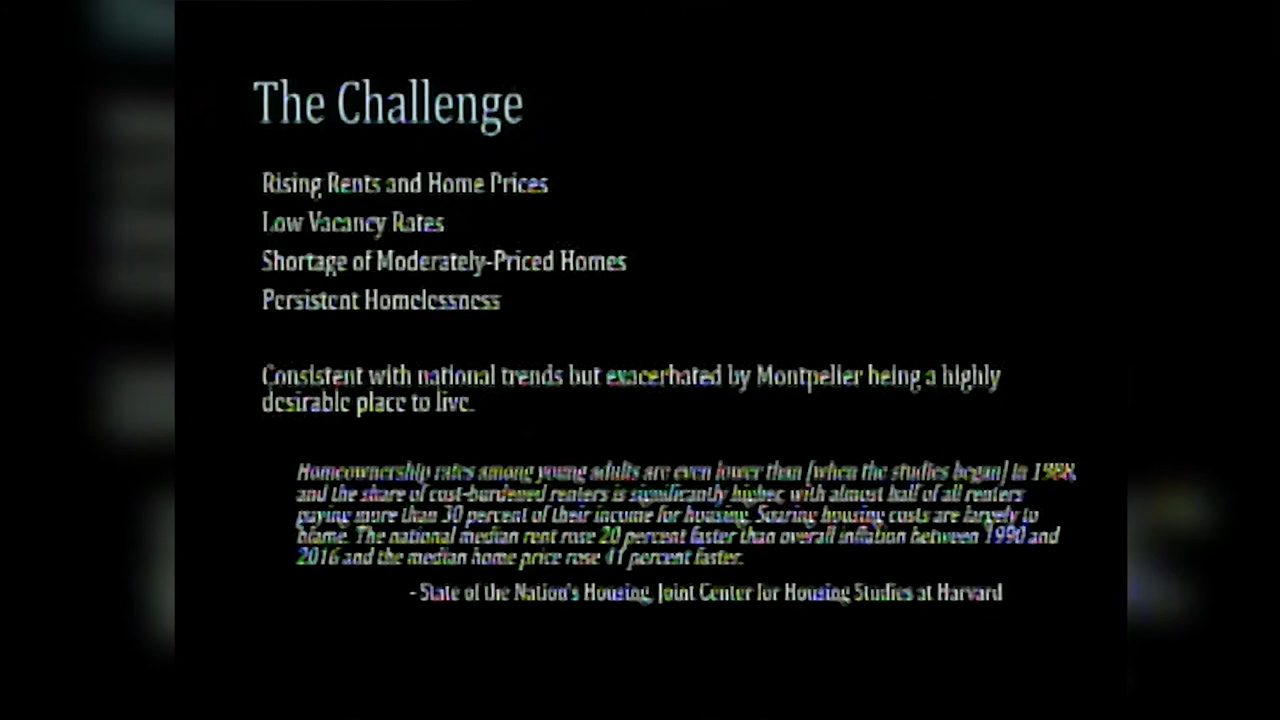 The Challenge
Rising Rents and Home Prices
Low Vacancy Rates
Shortage of Moderately-Priced Homes
Persistent Homelessness
Consistent with national trends but exacerbated by Montpelier being a highly
desirable place to live.
Homeownership rates among young adults are even lower than [when the studies began] in 1988,
and the share of cost-burdened renters is significantly higher, with almost half of all renters
paying more than 30 percent of their income for housing. Soaring housing costs are largely to
blame. The national median rent rose 20 percent faster than overall inflation between 1990 and
2016 and the median home price rose 41 percent faster.
- State of the Nation's Housing, Joint Center for Housing Studies at Harvard